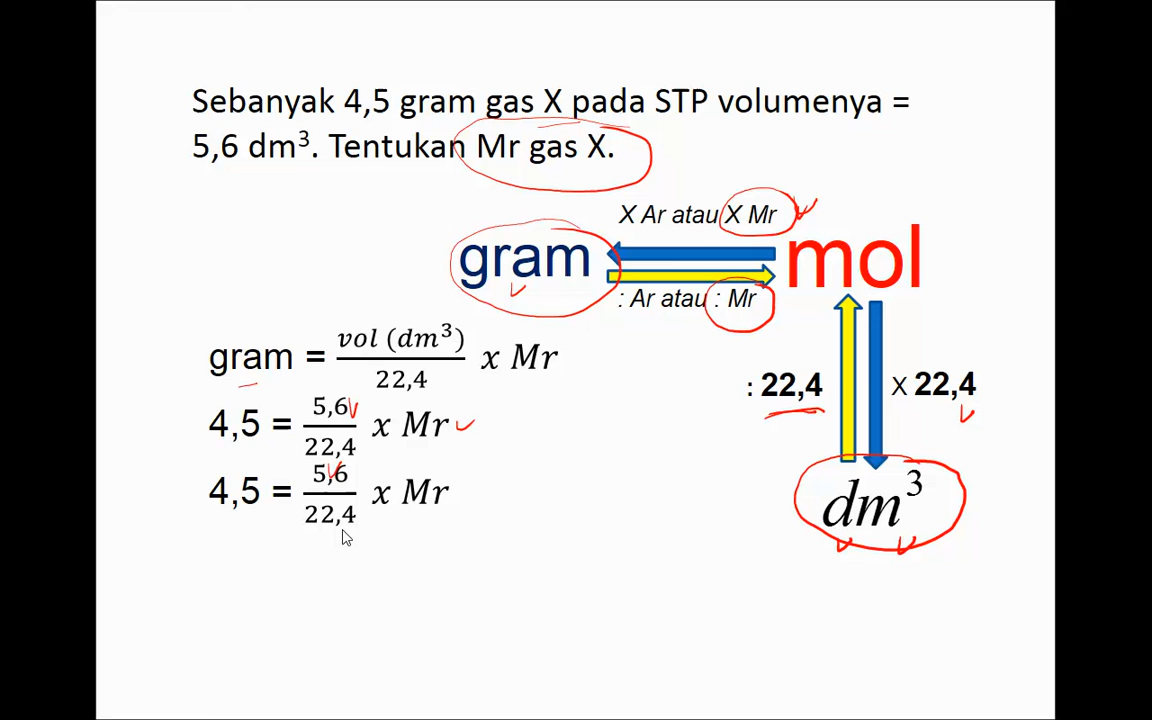 Sebanyak 4,5 gram gas X pada STP volumenya =
5,6 dm³. Tentukan Mr gas X.
X Ar atau X Mr
gram mol
: Ar atau : Mr
gram = vol (dm³)/22,4 x Mr
: 22,4 X 22,4
4,5 = 5,6/22,4 x Mr
4,5 = 5,6/22,4 x Mr
dm³